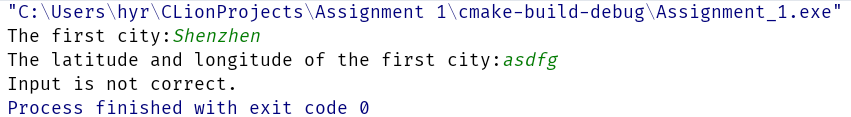 "C:\Users\hyr\CLionProjects\Assignment 1\cmake-build-debug\Assignment_1.exe"
The first city:Shenzhen
The latitude and longitude of the first city:asdfg
Input is not correct.
Process finished with exit code 0